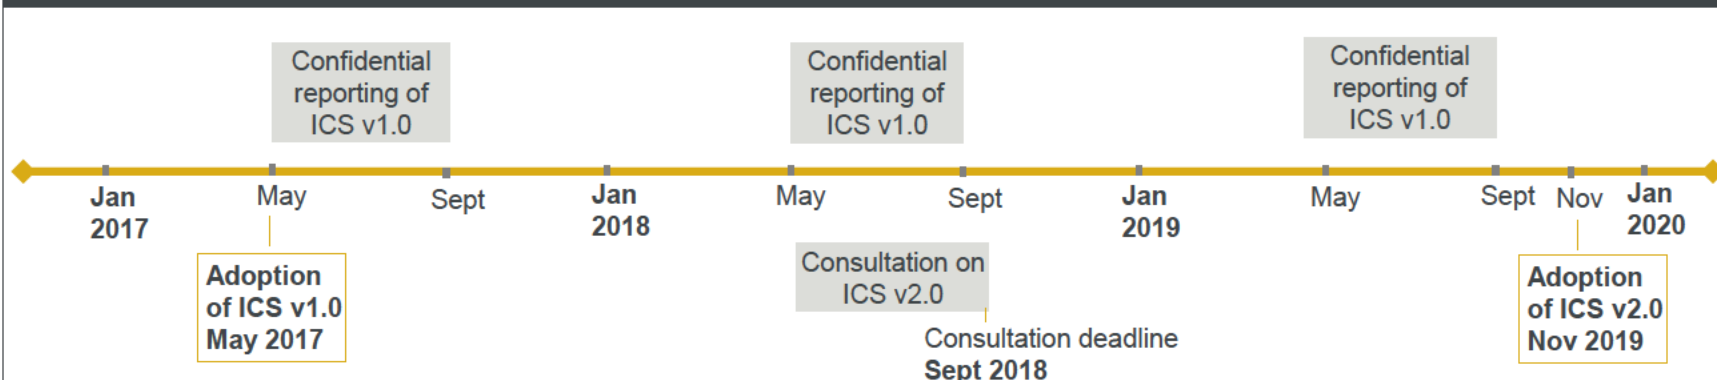 Confidential
reporting of
ICS v1.0
Confidential
reporting of
ICS v1.0
Confidential
reporting of
ICS v1.0
Jan
2017
May
Sept
Jan
2018
May
Sept
Jan
2019
May
Sept
Nov
Jan
2020
Adoption
of ICS v1.0
May 2017
Consultation on
ICS v2.0
Consultation deadline
Sept 2018
Adoption
of ICS v2.0
Nov 2019